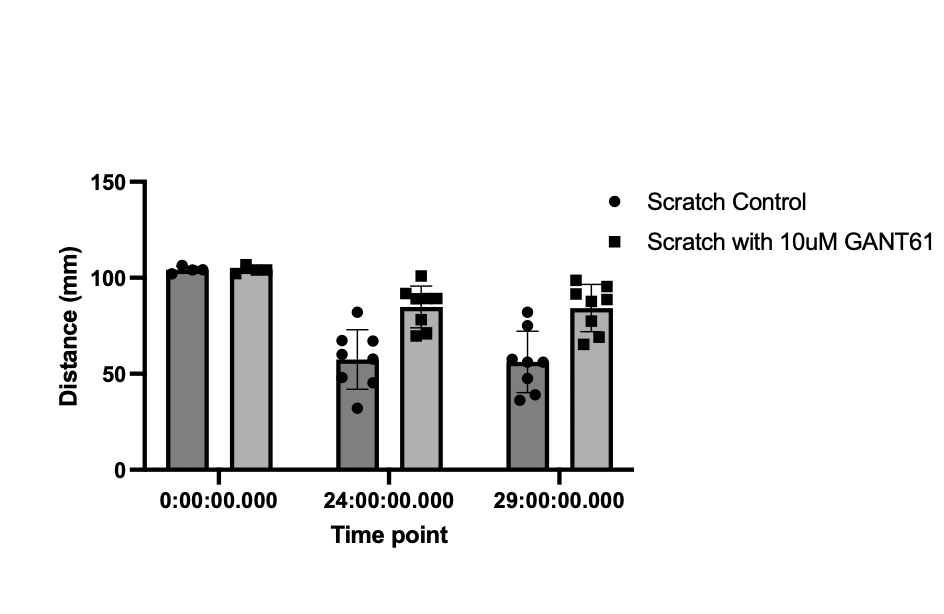 150
100
50
0
Distance (mm)
Scratch Control
Scratch with 10uM GANT61
0:00:00.000 24:00:00.000 29:00:00.000
Time point